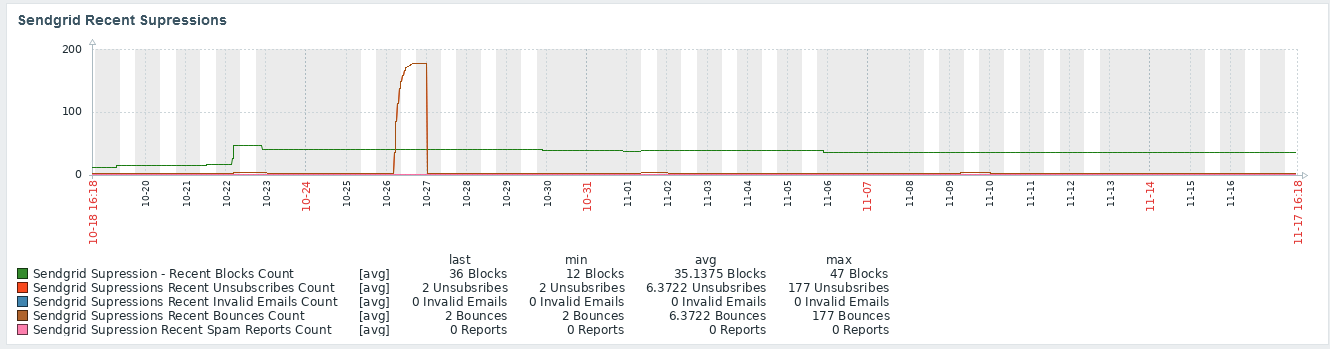 Sendgrid Recent Supressions
200
100
0
10-18 16:18 10-20 10-21 10-22 10-23 10-24 10-25 10-26 10-27 10-28 10-29 10-30 10-31 11-01 11-02 11-03 11-04 11-05 11-06 11-07 11-08 11-09 11-10 11-11 11-12 11-13 11-14 11-15 11-16 11-17 16:18
last min avg max
Sendgrid Supression - Recent Blocks Count [avg] 36 Blocks 12 Blocks 35.1375 Blocks 47 Blocks
Sendgrid Supressions Recent Unsubscribes Count [avg] 2 Unsubsribes 2 Unsubsribes 6.3722 Unsubsribes 177 Unsubsribes
Sendgrid Supressions Recent Invalid Emails Count [avg] 0 Invalid Emails 0 Invalid Emails 0 Invalid Emails 0 Invalid Emails
Sendgrid Supressions Recent Bounces Count [avg] 2 Bounces 2 Bounces 6.3722 Bounces 177 Bounces
Sendgrid Supression Recent Spam Reports Count [avg] 0 Reports 0 Reports 0 Reports 0 Reports